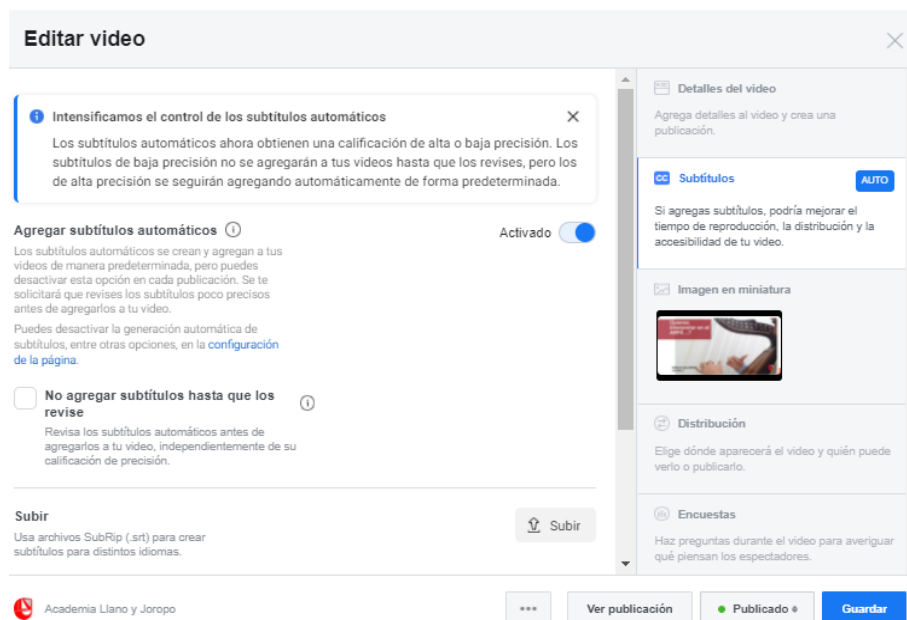 Editar video
Intensificamos el control de los subtítulos automáticos
Los subtítulos automáticos ahora obtienen una calificación de alta o baja precisión. Los
subtítulos de baja precisión no se agregarán a tus videos hasta que los revises, pero los
de alta precisión se seguirán agregando automáticamente de forma predeterminada.
Agregar subtítulos automáticos
Activado
Los subtítulos automáticos se crean y agregan a tus
videos de manera predeterminada, pero puedes
desactivar esta opción en cada publicación. Se te
solicitará que revises los subtítulos poco precisos
antes de agregarlos a tu video.
Puedes desactivar la generación automática de
subtítulos, entre otras opciones, en la configuración
de la página.
No agregar subtítulos hasta que los
revise
Revisa los subtítulos automáticos antes de
agregarlos a tu video, independientemente de su
calificación de precisión.
Subir
Usa archivos SubRip (.srt) para crear
subtítulos para distintos idiomas.
Subir
Detalles del video
Agrega detalles al video y crea una
publicación.
CC Subtítulos
AUTO
Si agregas subtítulos, podría mejorar el
tiempo de reproducción, la distribución y la
accesibilidad de tu video.
Imagen en miniatura
Distribución
Elige dónde aparecerá el video y quién puede
verlo o publicarlo.
Encuestas
Haz preguntas durante el video para averiguar
qué piensan los espectadores.
Academia Llano y Joropo
Ver publicación
Publicado
Guardar